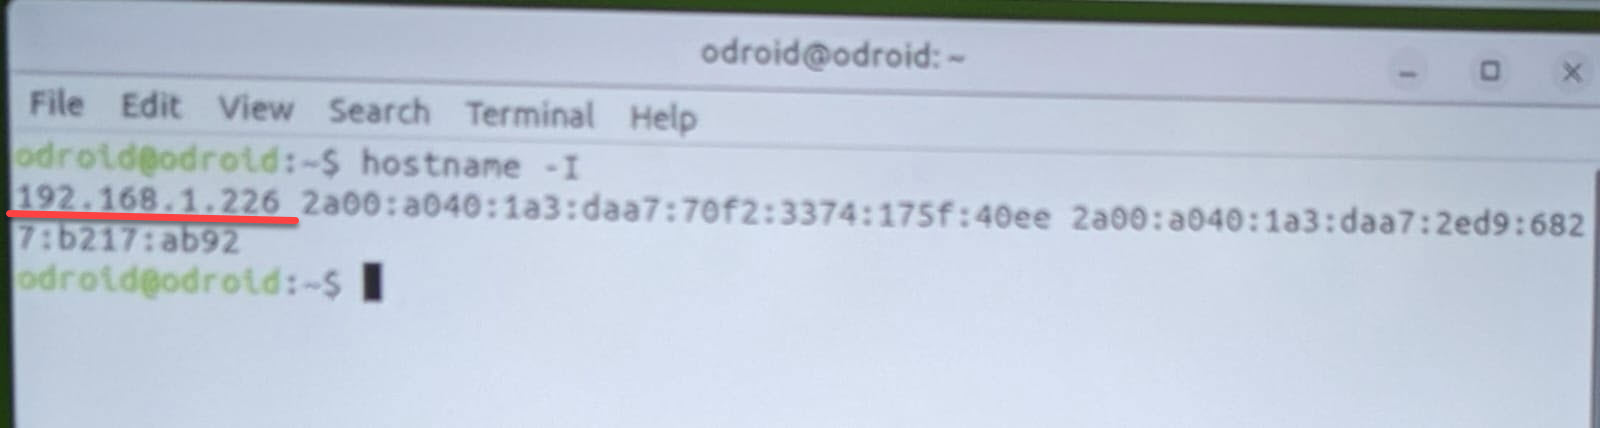 odroid@odroid: ~
File Edit View Search Terminal Help
odroid@odroid:~$ hostname -I
192.168.1.226 2a00:a040:1a3:daa7:70f2:3374:175f:40ee 2a00:a040:1a3:daa7:2ed9:682
7:b217:ab92
odroid@odroid:~$